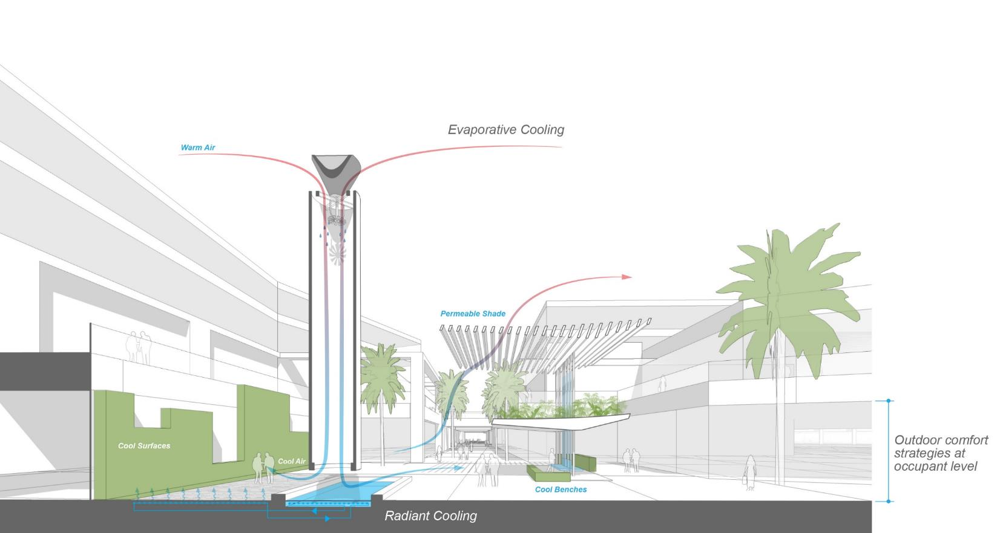 Evaporative Cooling
Warm Air
Permeable Shade
Cool Surfaces
Cool Air
Outdoor comfort
strategies at
occupant level
Cool Benches
Radiant Cooling